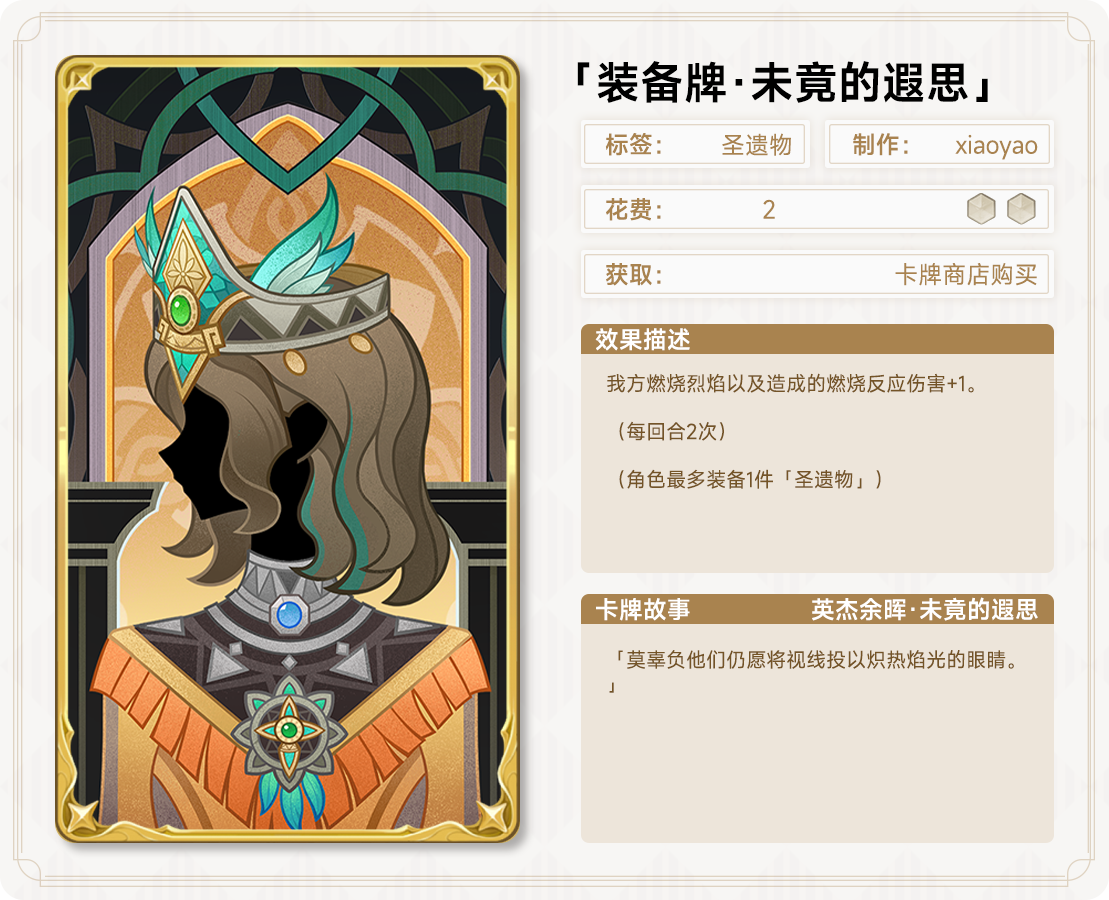 「装备牌·未竟的遐思」
标签： 圣遗物 制作： xiaoyao
花费： 2
获取： 卡牌商店购买
效果描述
我方燃烧烈焰以及造成的燃烧反应伤害+1。
（每回合2次）
（角色最多装备1件「圣遗物」）
卡牌故事 英杰余晖·未竟的遐思
「莫辜负他们仍愿将视线投以炽热焰光的眼睛。
」